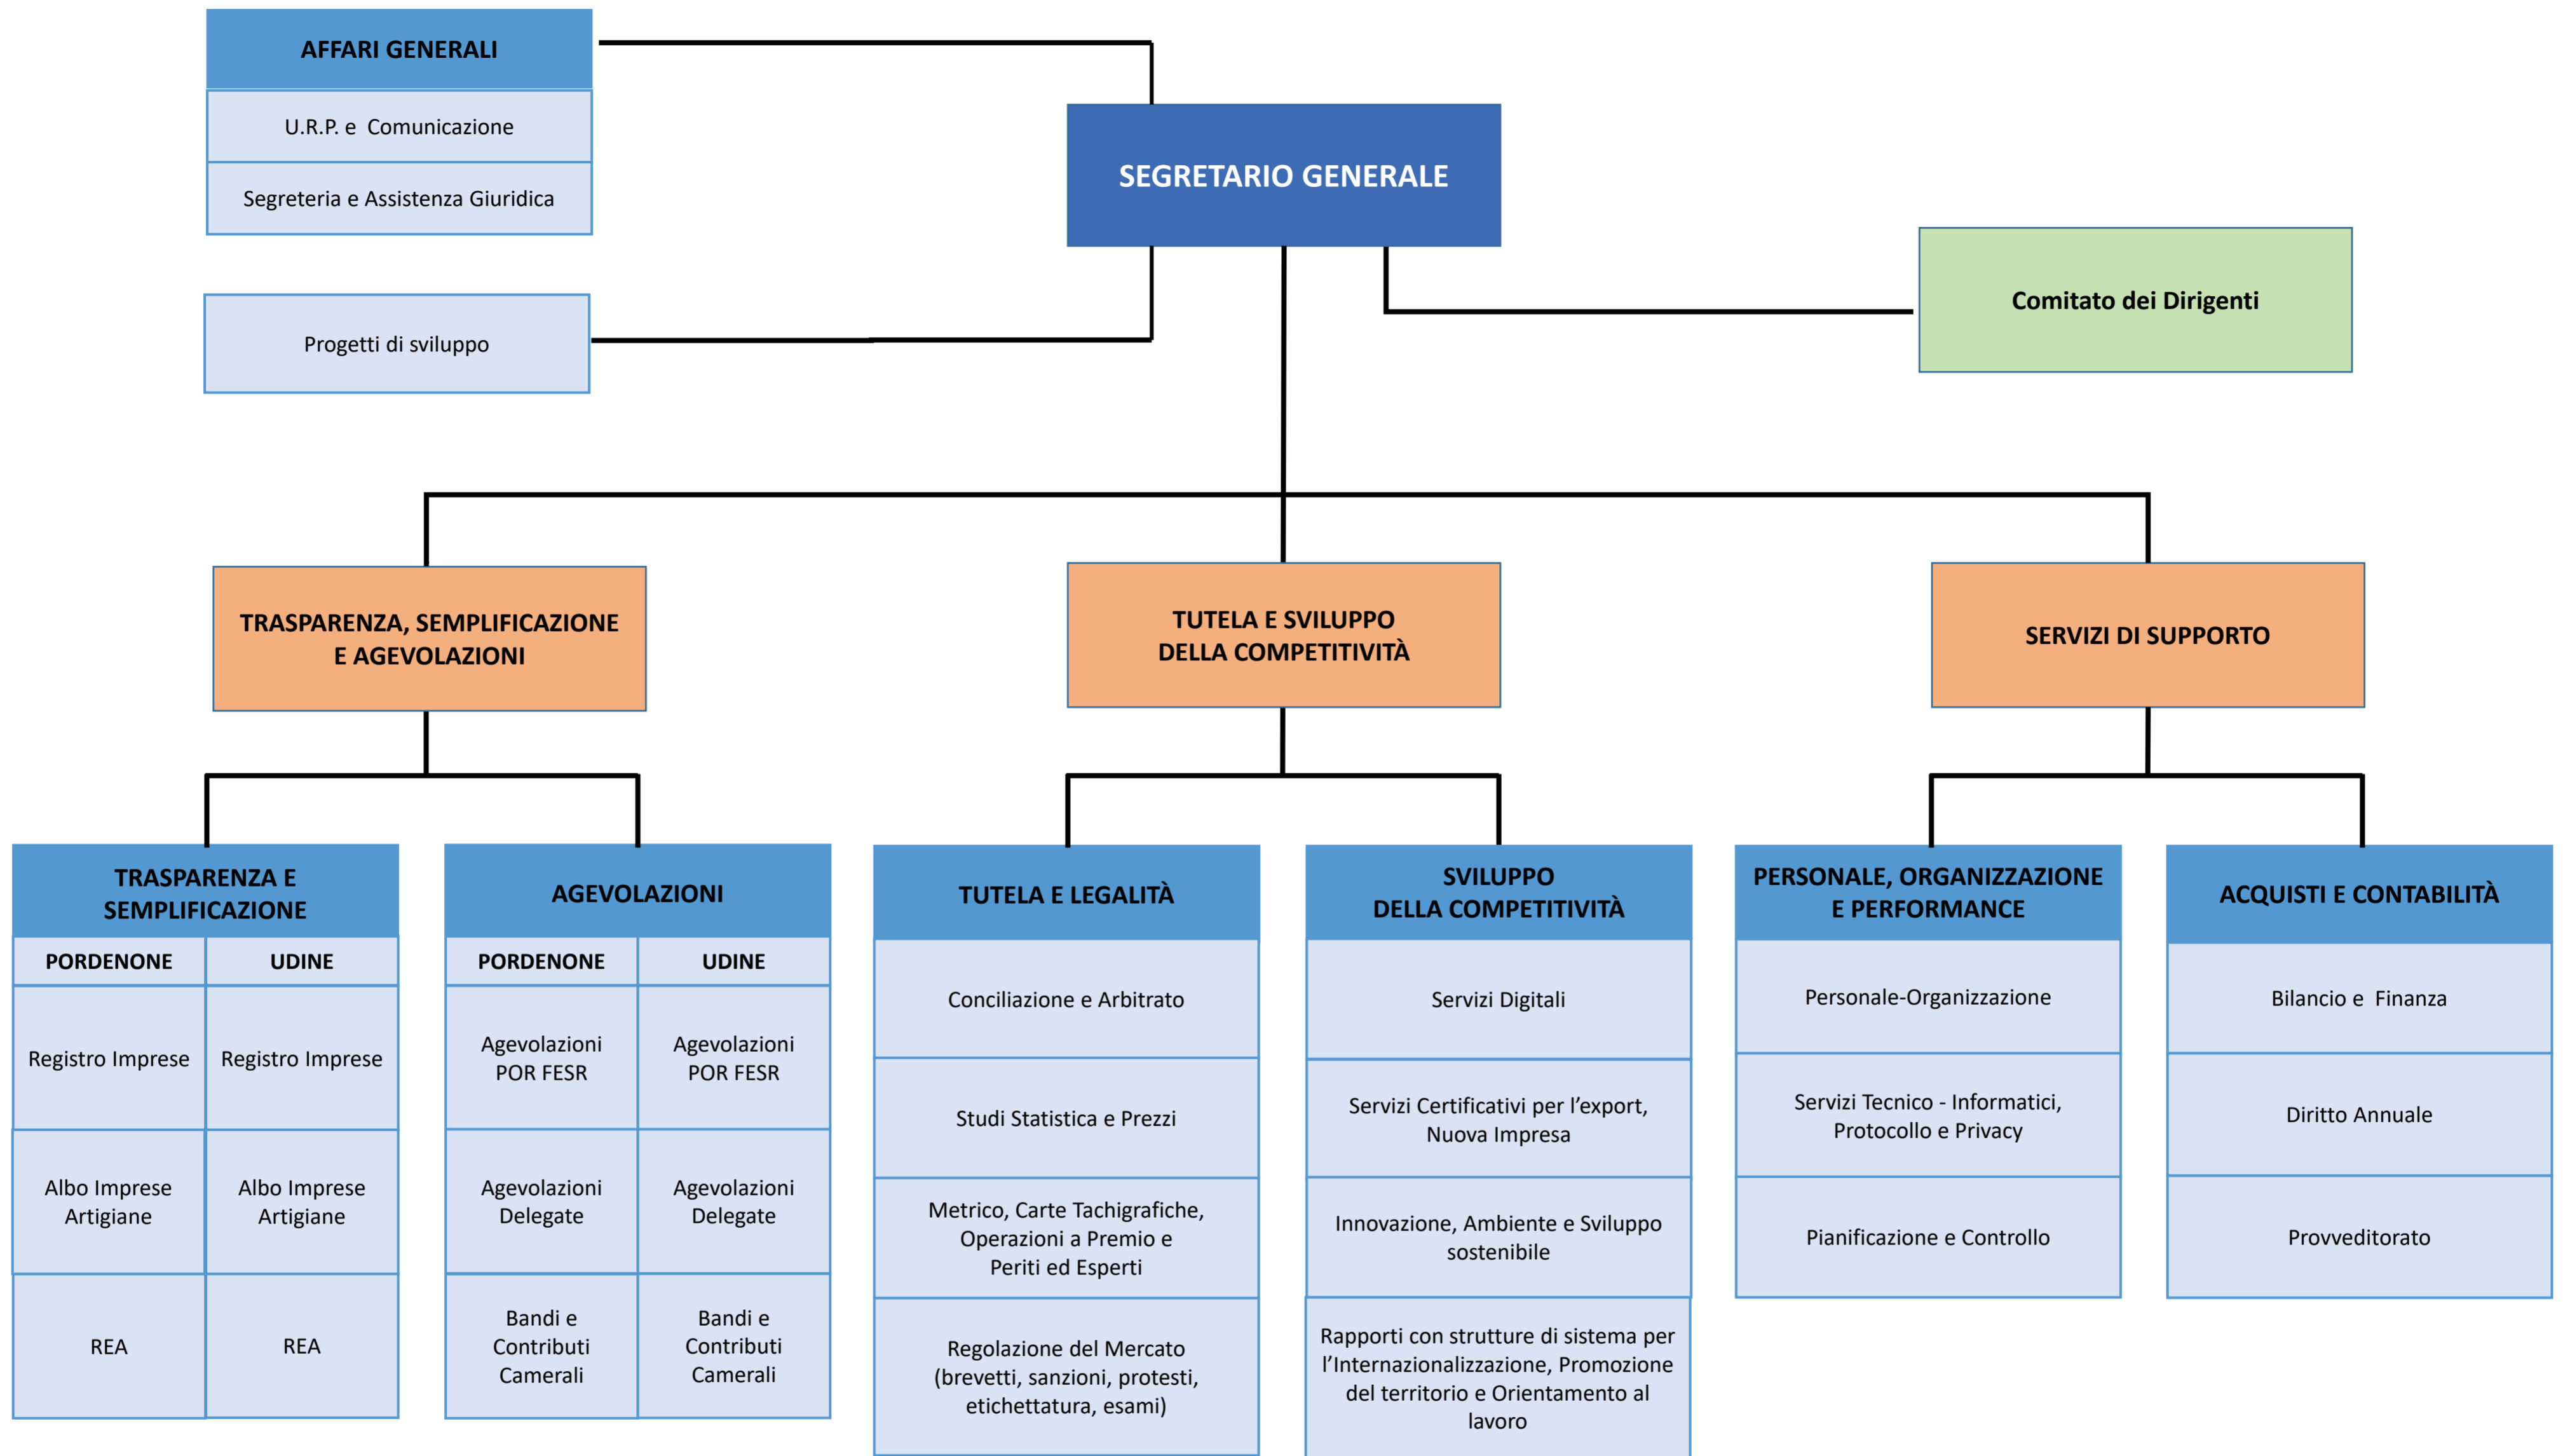 AFFARI GENERALI
U.R.P. e Comunicazione
Segreteria e Assistenza Giuridica
SEGRETARIO GENERALE
Progetti di sviluppo
Comitato dei Dirigenti
TRASPARENZA, SEMPLIFICAZIONE
E AGEVOLAZIONI
TUTELA E SVILUPPO
DELLA COMPETITIVITÀ
SERVIZI DI SUPPORTO
TRASPARENZA E
SEMPLIFICAZIONE
PORDENONE
UDINE
Registro Imprese
Registro Imprese
Albo Imprese
Artigiane
Albo Imprese
Artigiane
REA
REA
AGEVOLAZIONI
PORDENONE
UDINE
Agevolazioni
POR FESR
Agevolazioni
POR FESR
Agevolazioni
Delegate
Agevolazioni
Delegate
Bandi e
Contributi
Camerali
Bandi e
Contributi
Camerali
TUTELA E LEGALITÀ
Conciliazione e Arbitrato
Studi Statistica e Prezzi
Metrico, Carte Tachigrafiche,
Operazioni a Premio e
Periti ed Esperti
Regolazione del Mercato
(brevetti, sanzioni, protesti,
etichettatura, esami)
SVILUPPO
DELLA COMPETITIVITÀ
Servizi Digitali
Servizi Certificativi per l’export,
Nuova Impresa
Innovazione, Ambiente e Sviluppo
sostenibile
Rapporti con strutture di sistema per
l’Internazionalizzazione, Promozione
del territorio e Orientamento al
lavoro
PERSONALE, ORGANIZZAZIONE
E PERFORMANCE
Personale-Organizzazione
Servizi Tecnico - Informatici,
Protocollo e Privacy
Pianificazione e Controllo
ACQUISTI E CONTABILITÀ
Bilancio e Finanza
Diritto Annuale
Provveditorato